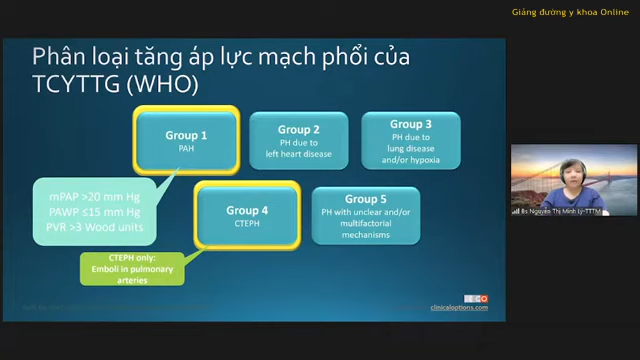 Giảng đường y khoa Online
Phân loại tăng áp lực mạch phổi của
TCYTTG (WHO)
Group 1
PAH
Group 2
PH due to
left heart disease
Group 3
PH due to
lung disease
and/or hypoxia
mPAP >20 mm Hg
PAWP ≤15 mm Hg
PVR >3 Wood units
Group 4
CTEPH
Group 5
PH with unclear and/or
multifactorial
mechanisms
CTEPH only:
Emboli in pulmonary
arteries
clinicaloptions.com
Bs Nguyễn Thị Minh Lý-TTTM